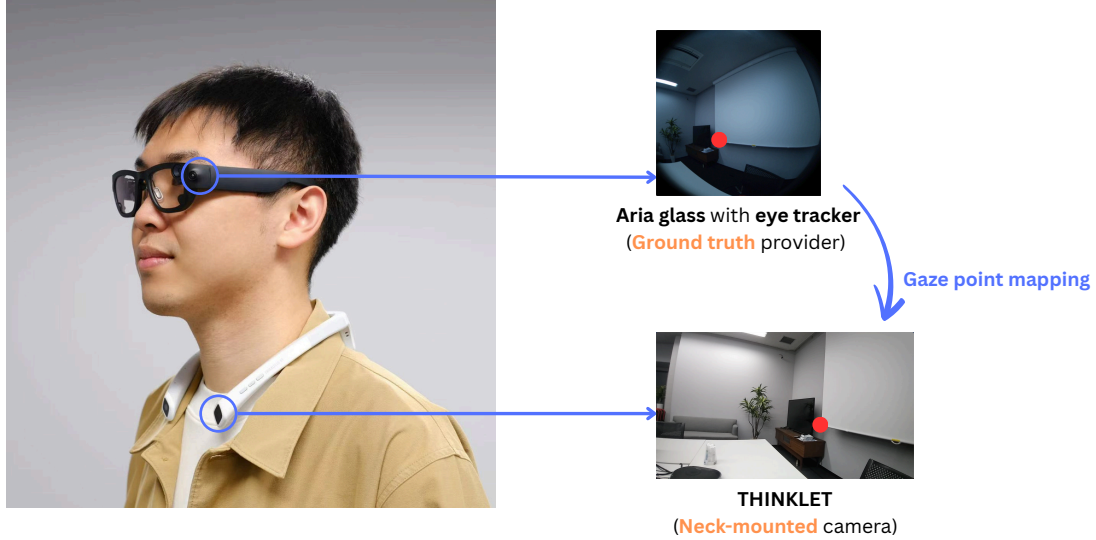 Aria glass with eye tracker
(Ground truth provider)
Gaze point mapping
THINKLET
(Neck-mounted camera)